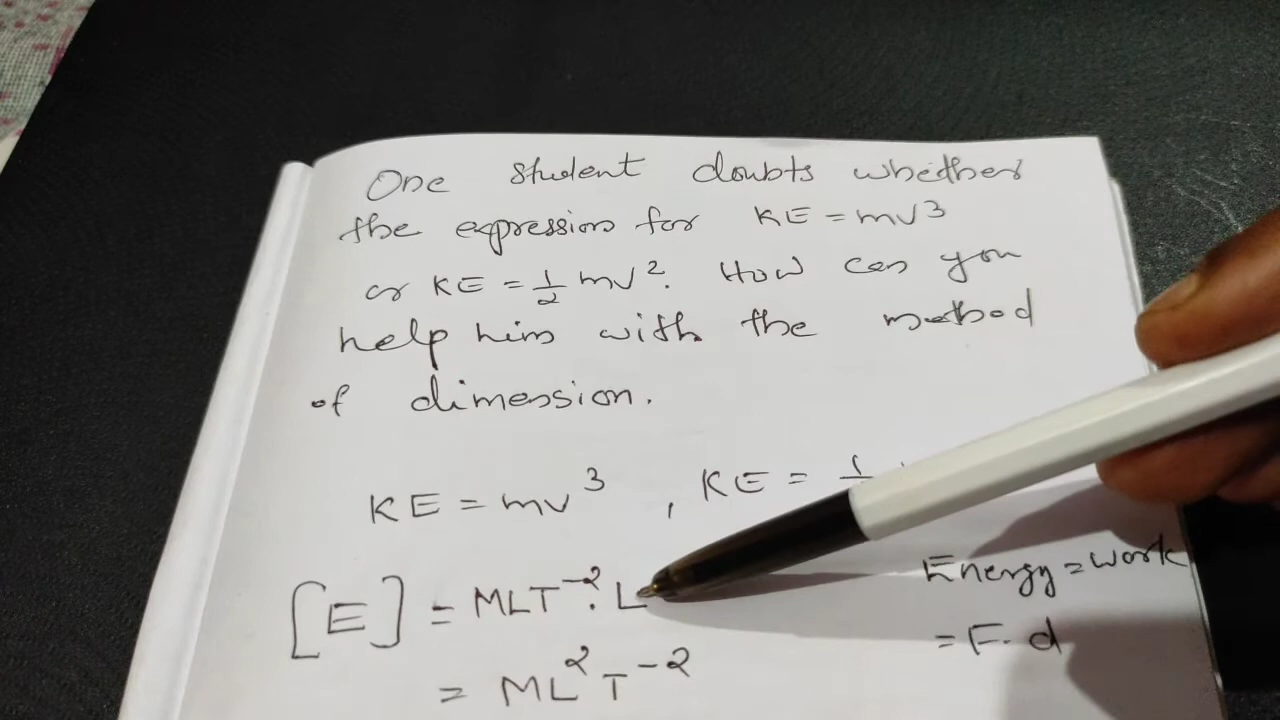 One student doubts whether
the expression for KE = mv³
or KE = 1/2 mv². How can you
help him with the method
of dimension.
KE = mv³ , KE = 1
[E] = MLT⁻² . L
Energy = work
= F. d
= ML²T⁻²